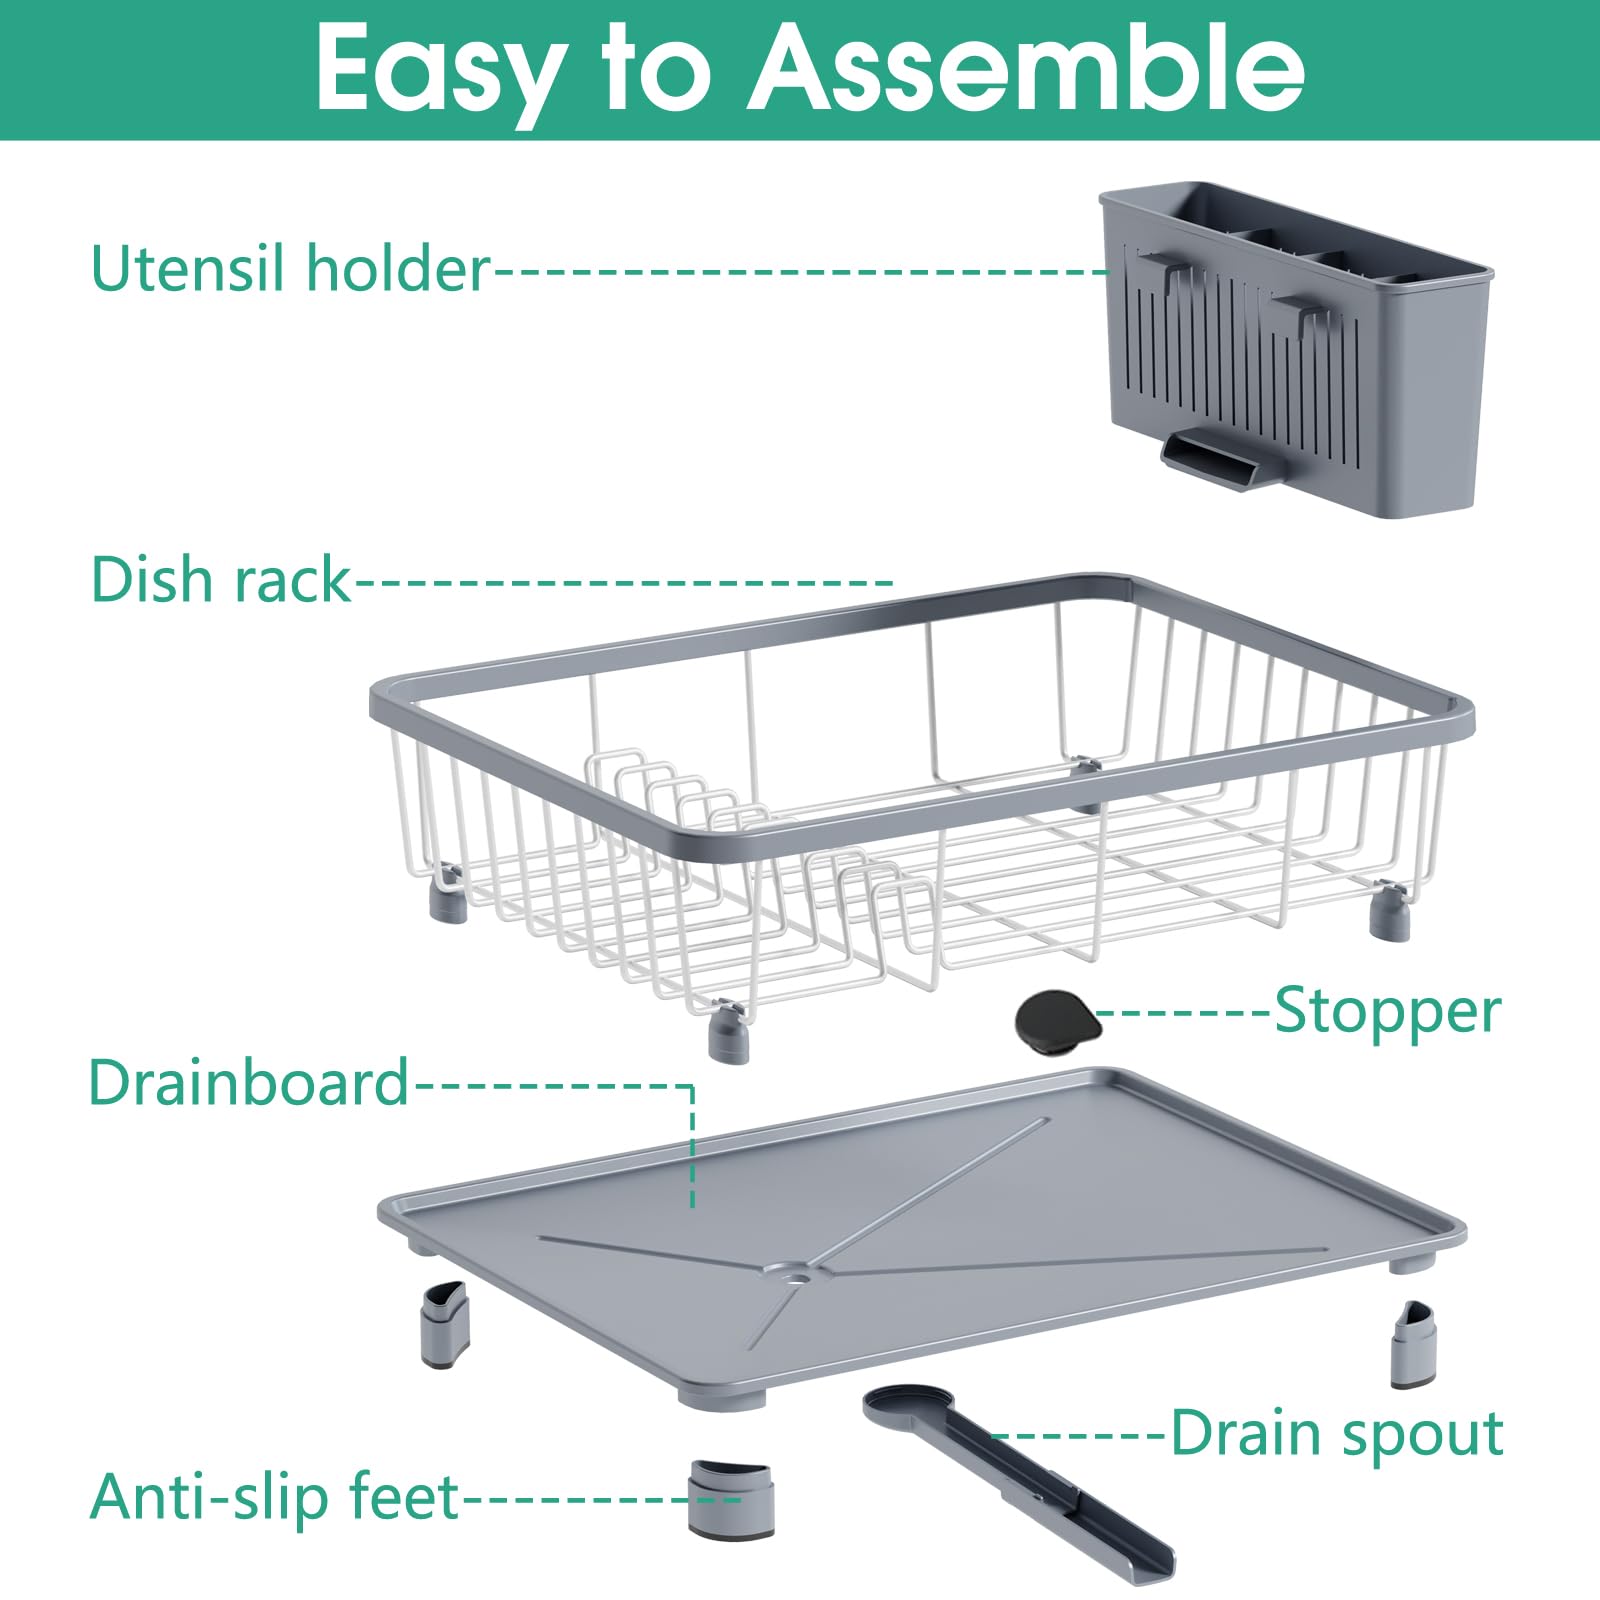 Easy to Assemble
Utensil holder
Dish rack
Stopper
Drainboard
Drain spout
Anti-slip feet